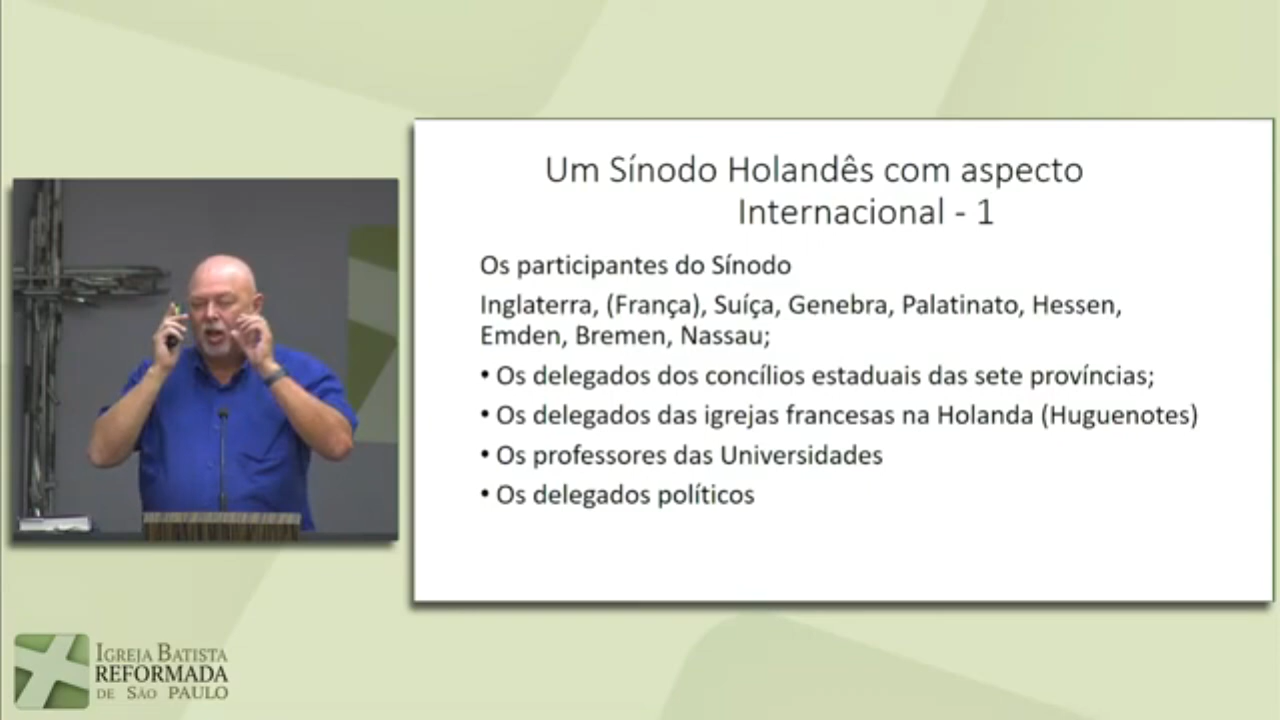 Um Sínodo Holandês com aspecto
Internacional - 1
Os participantes do Sínodo
Inglaterra, (França), Suíça, Genebra, Palatinato, Hessen,
Emden, Bremen, Nassau;
• Os delegados dos concílios estaduais das sete províncias;
• Os delegados das igrejas francesas na Holanda (Huguenotes)
• Os professores das Universidades
• Os delegados políticos
IGREJA BATISTA
REFORMADA
DE SÃO PAULO